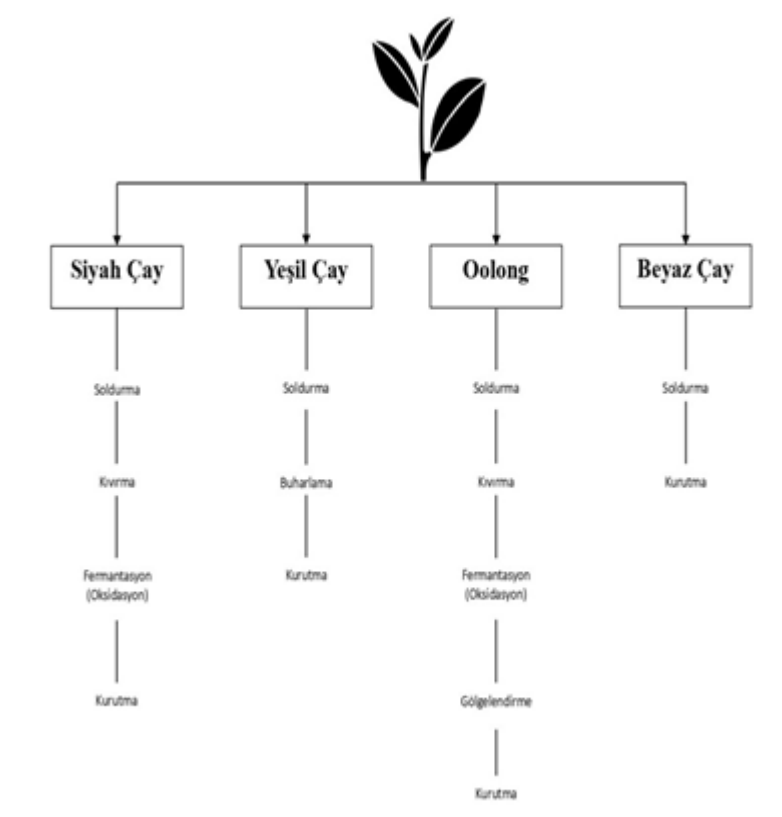 Siyah Çay
Yeşil Çay
Oolong
Beyaz Çay
Soldurma
Soldurma
Soldurma
Soldurma
Kıvırma
Buharlama
Kıvırma
Kurutma
Fermantasyon
(Oksidasyon)
Kurutma
Fermantasyon
(Oksidasyon)
Kurutma
Gölgelendirme
Kurutma